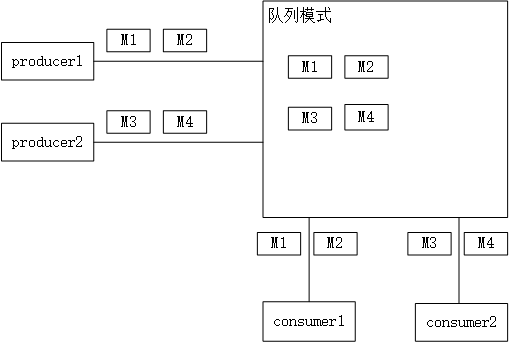 队列模式
M1 M2
producer1
M1 M2
M3 M4
M3 M4
producer2
M1 M2 M3 M4
consumer1 consumer2